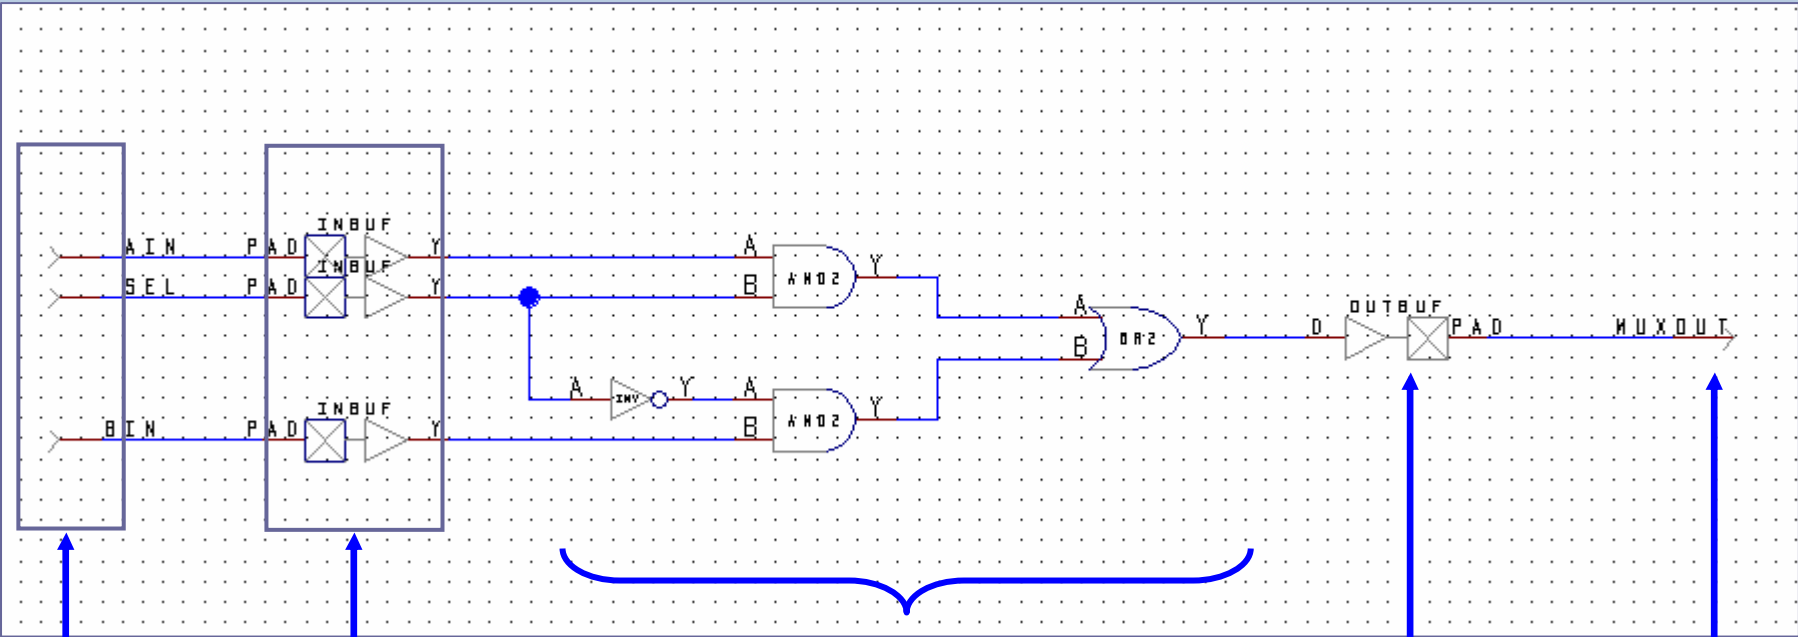 INBUF
AIN PAD Y A
INBUF
SEL PAD Y B
AND2 Y
OUTBUF
A
OR2 Y D PAD MUXOUT
B
A INV Y A
INBUF
AND2 Y
BIN PAD Y B